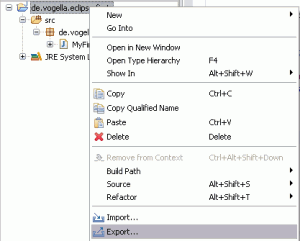 de.vogella.eclips
src
de.vogell
MyFir
JRE System L
New
Go Into
Open in New Window
Open Type Hierarchy F4
Show In Alt+Shift+W
Copy Ctrl+C
Copy Qualified Name
Paste Ctrl+V
Delete Delete
Remove from Context Ctrl+Alt+Shift+Down
Build Path
Source Alt+Shift+S
Refactor Alt+Shift+T
Import...
Export...